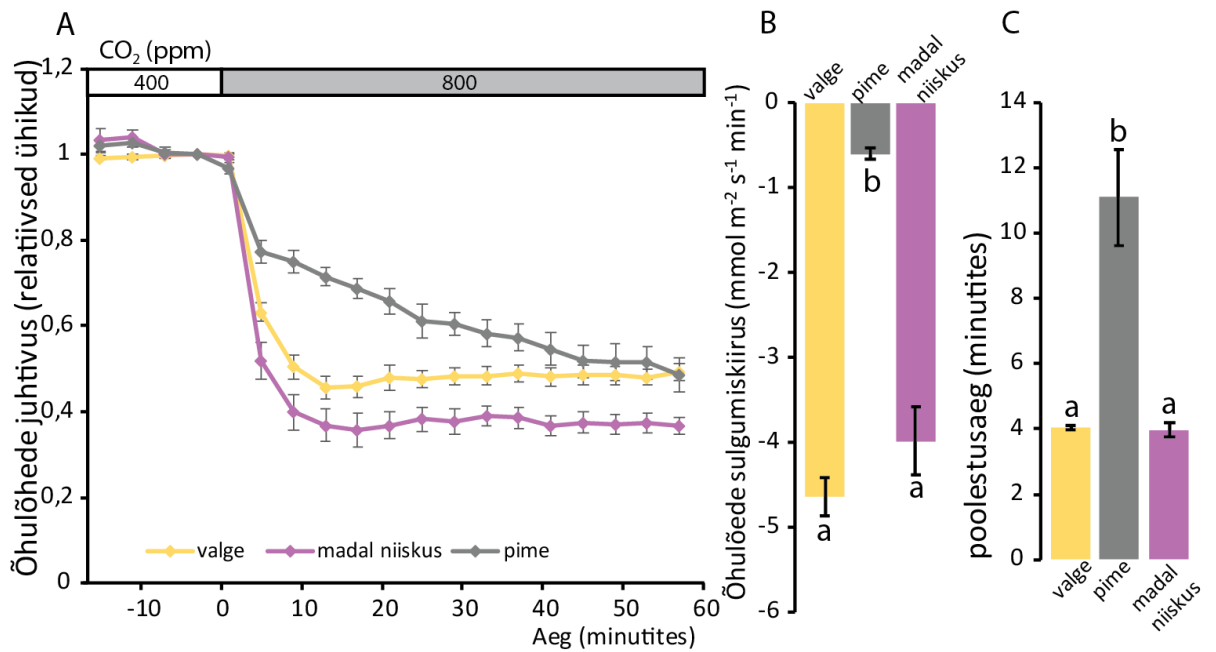 A
CO2 (ppm)
400
800
Õhulõhede juhtivus (relatiivsed ühikud)
1,2
1
0,8
0,6
0,4
0,2
0
valge
madal niiskus
pime
-10
0
10
20
30
40
50
60
Aeg (minutites)
B
valge
pime
madal
niiskus
Õhulõede sulgumiskiirus (mmol m-2 s-1 min-1)
0
-1
-2
-3
-4
-5
-6
a
b
a
C
poolestusaeg (minutites)
14
12
10
8
6
4
2
0
a
b
a
valge
pime
madal
niiskus